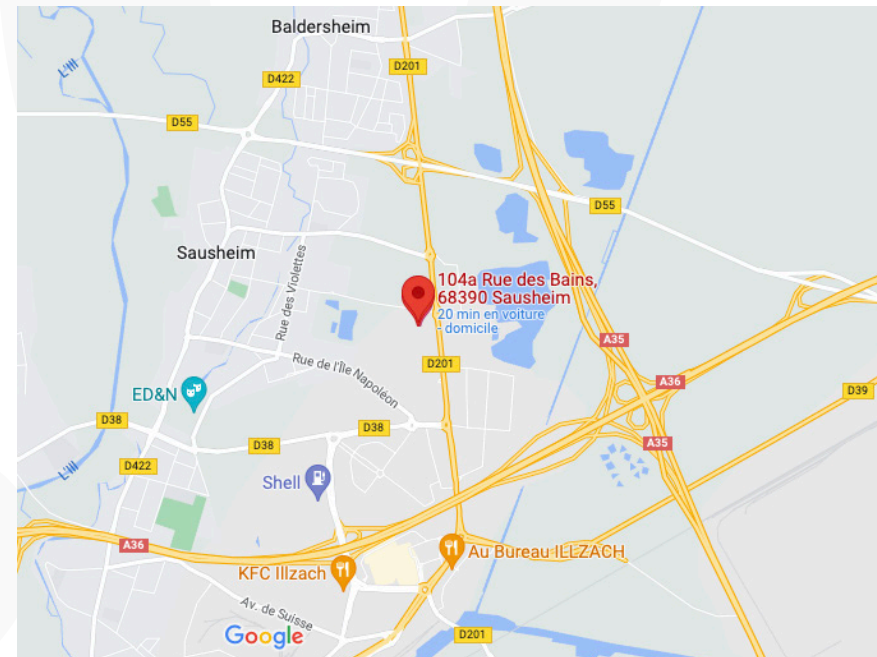 Baldersheim
D201
L'Ill
D422
D55
D55
Sausheim
Rue des Violettes
104a Rue des Bains,
68390 Sausheim
20 min en voiture
- domicile
A35
D201
Rue de l'Île Napoléon
A36
ED&N
D39
D38
D38
D38
A35
D422
L'Ill
Shell
A36
Au Bureau ILLZACH
KFC Illzach
Av. de Suisse
Google
D201